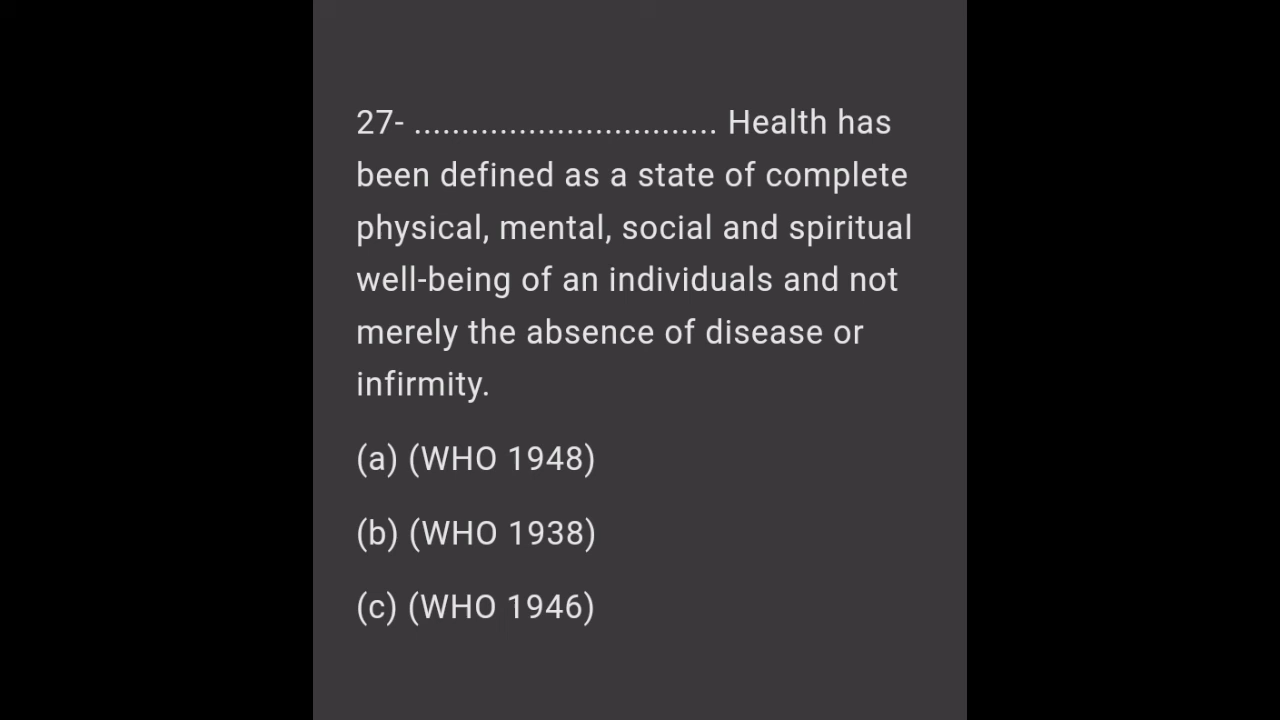 27- ................................ Health has
been defined as a state of complete
physical, mental, social and spiritual
well-being of an individuals and not
merely the absence of disease or
infirmity.
(a) (WHO 1948)
(b) (WHO 1938)
(c) (WHO 1946)